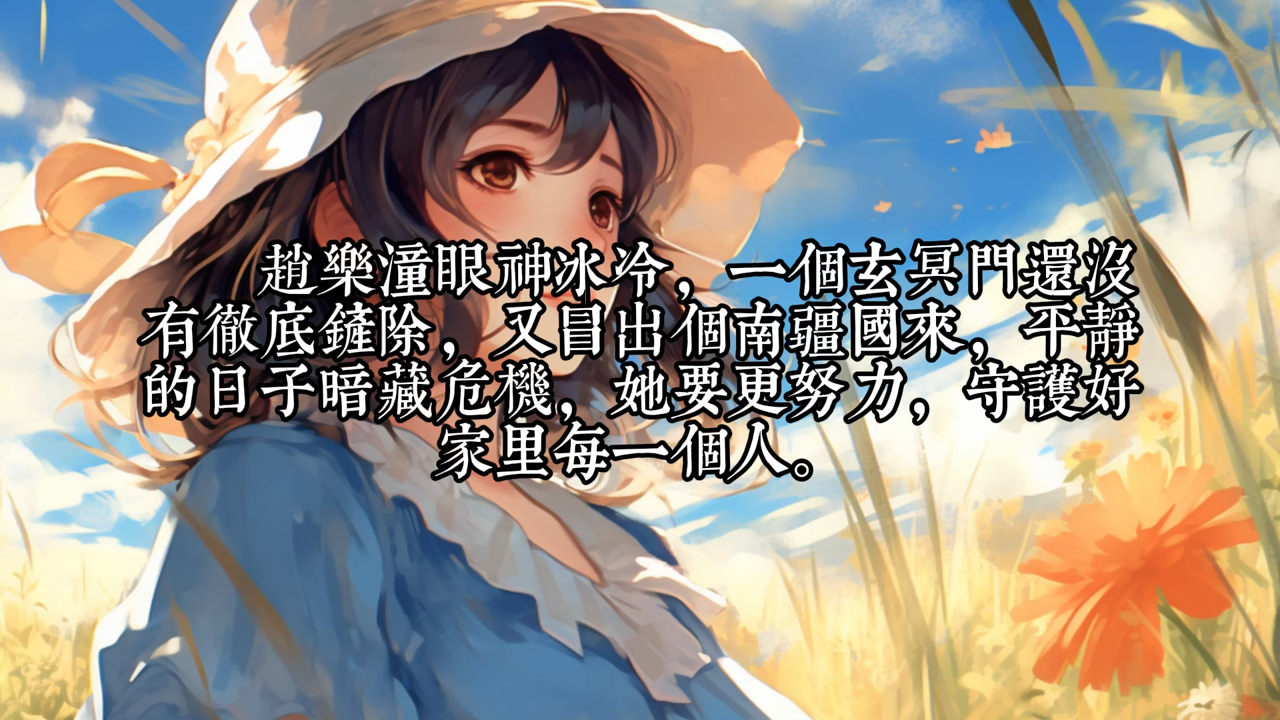 趙樂潼眼神冰冷，一個玄冥門還沒
有徹底鏟除，又冒出個南疆國來，平靜
的日子暗藏危機，她要更努力，守護好
家里每一個人。